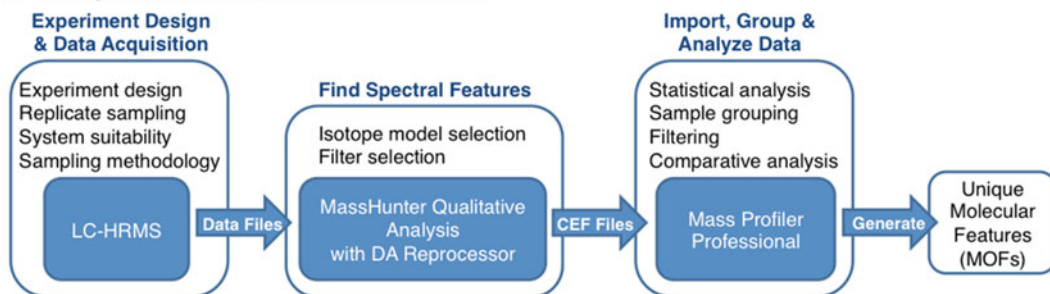 Experiment Design
& Data Acquisition
Experiment design
Replicate sampling
System suitability
Sampling methodology
LC-HRMS
Data Files
Find Spectral Features
Isotope model selection
Filter selection
MassHunter Qualitative
Analysis
with DA Reprocessor
CEF Files
Import, Group &
Analyze Data
Statistical analysis
Sample grouping
Filtering
Comparative analysis
Mass Profiler
Professional
Generate
Unique
Molecular
Features
(MOFs)